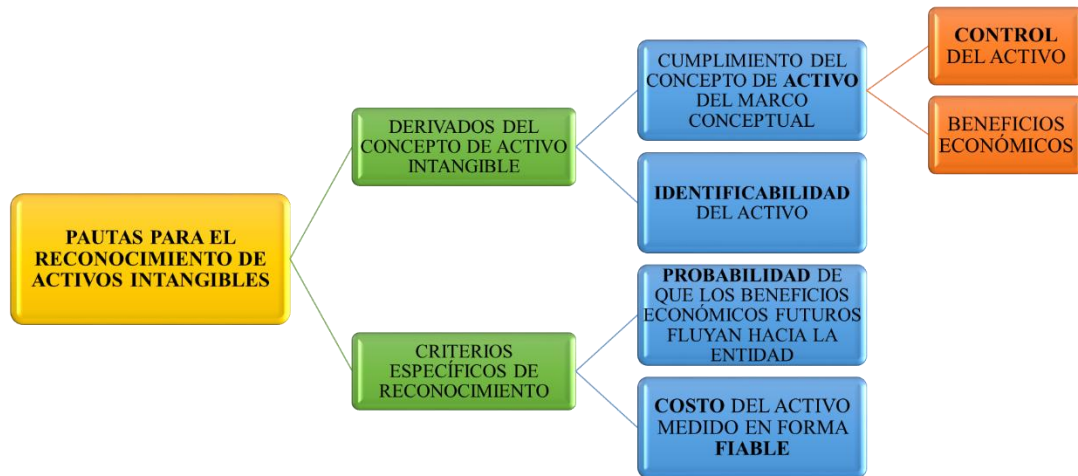 PAUTAS PARA EL
RECONOCIMIENTO DE
ACTIVOS INTANGIBLES
DERIVADOS DEL
CONCEPTO DE ACTIVO
INTANGIBLE
CUMPLIMIENTO DEL
CONCEPTO DE ACTIVO
DEL MARCO
CONCEPTUAL
CONTROL
DEL ACTIVO
BENEFICIOS
ECONÓMICOS
IDENTIFICABILIDAD
DEL ACTIVO
CRITERIOS
ESPECÍFICOS DE
RECONOCIMIENTO
PROBABILIDAD DE
QUE LOS BENEFICIOS
ECONÓMICOS FUTUROS
FLUYAN HACIA LA
ENTIDAD
COSTO DEL ACTIVO
MEDIDO EN FORMA
FIABLE